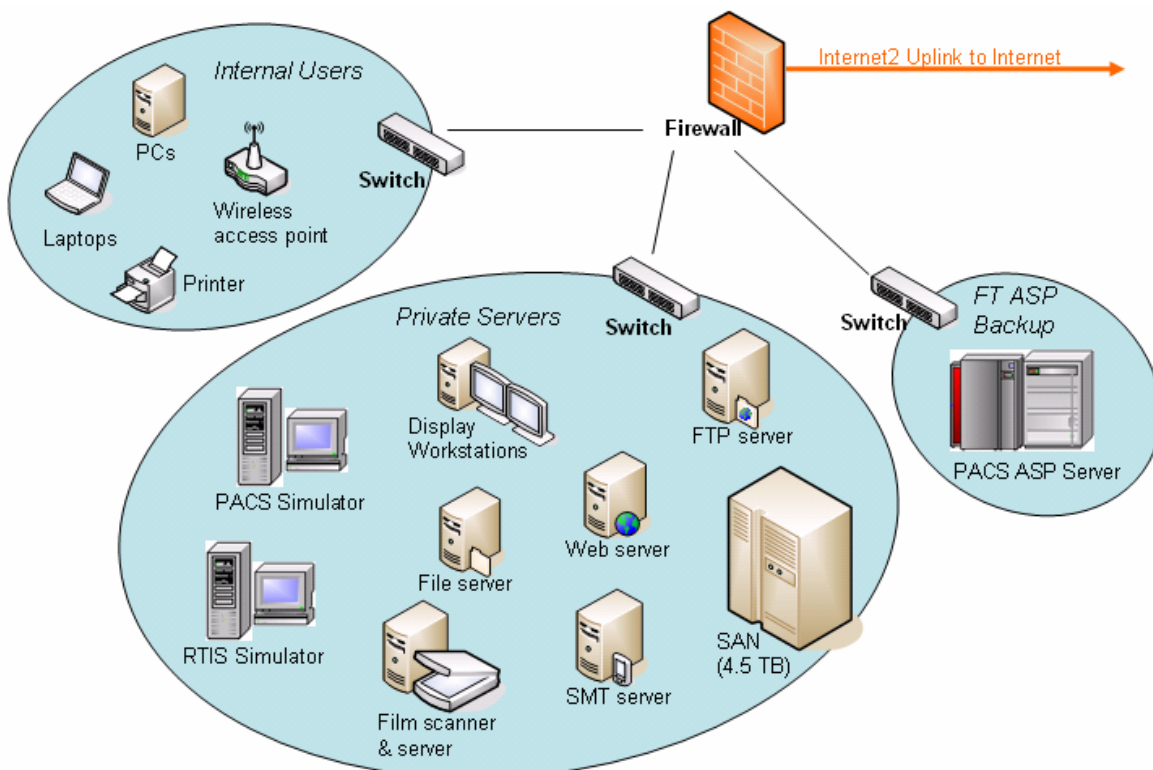 Internal Users
PCs
Laptops
Wireless
access point
Printer
Switch
Firewall
Internet2 Uplink to Internet
Private Servers
Switch
Display
Workstations
FTP server
PACS Simulator
File server
Web server
RTIS Simulator
Film scanner
& server
SMT server
SAN
(4.5 TB)
Switch
FT ASP
Backup
PACS ASP Server